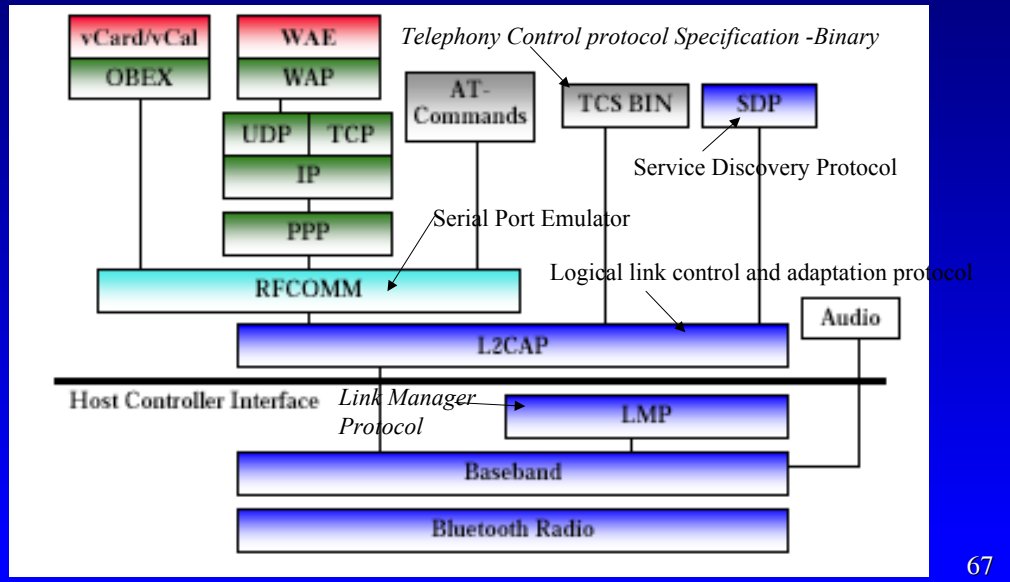 vCard/vCal
OBEX
WAE
WAP
Telephony Control protocol Specification -Binary
AT-
Commands
TCS BIN
SDP
UDP
TCP
IP
Service Discovery Protocol
PPP
Serial Port Emulator
RFCOMM
Logical link control and adaptation protocol
Audio
L2CAP
Host Controller Interface
Link Manager
Protocol
LMP
Baseband
Bluetooth Radio
67